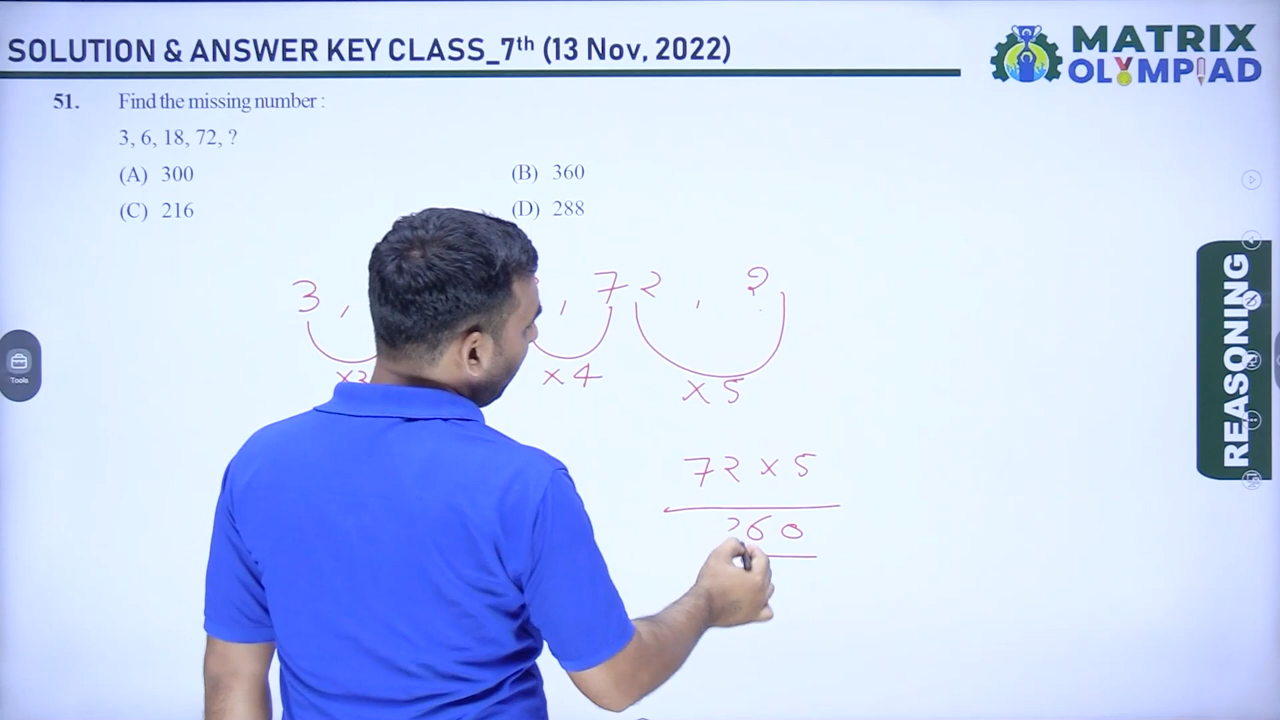 SOLUTION & ANSWER KEY CLASS_7th (13 Nov, 2022)
MATRIX
OLYMPIAD
51. Find the missing number :
3, 6, 18, 72, ?
(A) 300 (B) 360
(C) 216 (D) 288
3, , 72, ?
x 4 x 5
72 x 5
360
REASONING
Tools